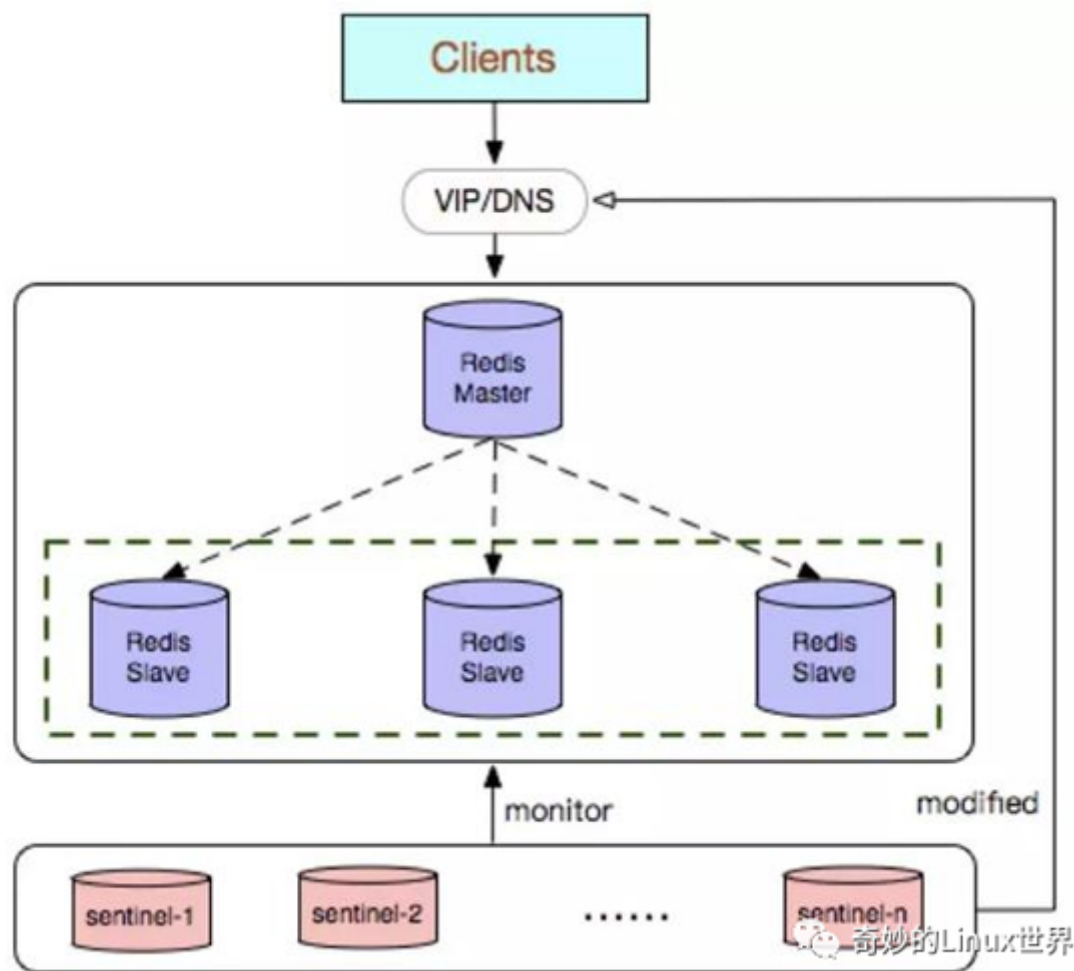 Clients
VIP/DNS
Redis
Master
Redis
Slave
Redis
Slave
Redis
Slave
monitor
modified
sentinel-1
sentinel-2
......
sentinel-n
奇妙的Linux世界